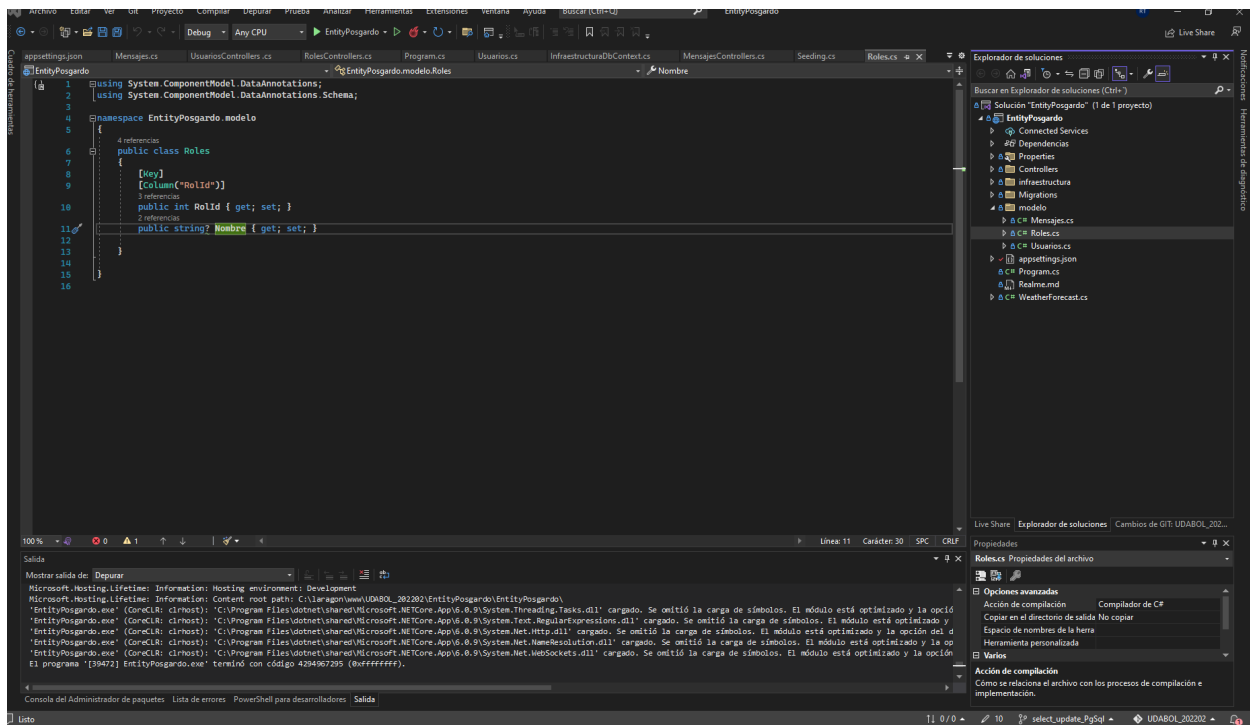 Archivo Editar Ver Git Proyecto Compilar Depurar Prueba Analizar Herramientas Extensiones Ventana Ayuda Buscar (Ctrl+Q) EntityPosgardo
Debug Any CPU EntityPosgardo Live Share
appsettings.json Mensajes.cs UsuariosControllers .cs RolesControllers.cs Program.cs Usuarios.cs InfraestructuraDbContext.cs MensajesControllers.cs Seeding.cs Roles.cs
EntityPosgardo EntityPosgardo.modelo.Roles Nombre
Cuadro de herramientas
1 using System.ComponentModel.DataAnnotations;
2 using System.ComponentModel.DataAnnotations.Schema;
3
4 namespace EntityPosgardo.modelo
5 {
4 referencias
6 public class Roles
7 {
8 [Key]
9 [Column("RolId")]
3 referencias
10 public int RolId { get; set; }
2 referencias
11 public string? Nombre { get; set; }
12
13 }
14
15 }
16
100 % 0 1 Línea: 11 Carácter: 30 SPC CRLF
Salida
Mostrar salida de: Depurar
Microsoft.Hosting.Lifetime: Information: Hosting environment: Development
Microsoft.Hosting.Lifetime: Information: Content root path: C:\laragon\www\UDABOL_202202\EntityPosgardo\EntityPosgardo\
'EntityPosgardo.exe' (CoreCLR: clrhost): 'C:\Program Files\dotnet\shared\Microsoft.NETCore.App\6.0.9\System.Threading.Tasks.dll' cargado. Se omitió la carga de símbolos. El módulo está optimizado y la opció
'EntityPosgardo.exe' (CoreCLR: clrhost): 'C:\Program Files\dotnet\shared\Microsoft.NETCore.App\6.0.9\System.Text.RegularExpressions.dll' cargado. Se omitió la carga de símbolos. El módulo está optimizado y
'EntityPosgardo.exe' (CoreCLR: clrhost): 'C:\Program Files\dotnet\shared\Microsoft.NETCore.App\6.0.9\System.Net.Http.dll' cargado. Se omitió la carga de símbolos. El módulo está optimizado y la opción del d
'EntityPosgardo.exe' (CoreCLR: clrhost): 'C:\Program Files\dotnet\shared\Microsoft.NETCore.App\6.0.9\System.Net.NameResolution.dll' cargado. Se omitió la carga de símbolos. El módulo está optimizado y la op
'EntityPosgardo.exe' (CoreCLR: clrhost): 'C:\Program Files\dotnet\shared\Microsoft.NETCore.App\6.0.9\System.Net.WebSockets.dll' cargado. Se omitió la carga de símbolos. El módulo está optimizado y la opción
El programa '[39472] EntityPosgardo.exe' terminó con código 4294967295 (0xffffffff).
Consola del Administrador de paquetes Lista de errores PowerShell para desarrolladores Salida
Explorador de soluciones
Buscar en Explorador de soluciones (Ctrl+´)
Solución "EntityPosgardo" (1 de 1 proyecto)
EntityPosgardo
Connected Services
Dependencias
Properties
Controllers
infraestructura
Migrations
modelo
C# Mensajes.cs
C# Roles.cs
C# Usuarios.cs
appsettings.json
C# Program.cs
Realme.md
C# WeatherForecast.cs
Live Share Explorador de soluciones Cambios de GIT: UDABOL_202...
Propiedades
Roles.cs Propiedades del archivo
Opciones avanzadas
Acción de compilación Compilador de C#
Copiar en el directorio de salida No copiar
Espacio de nombres de la herra
Herramienta personalizada
Varios
Acción de compilación
Cómo se relaciona el archivo con los procesos de compilación e
implementación.
Notificaciones Herramientas de diagnóstico
Listo 0 / 0 10 select_update_PgSql UDABOL_202202